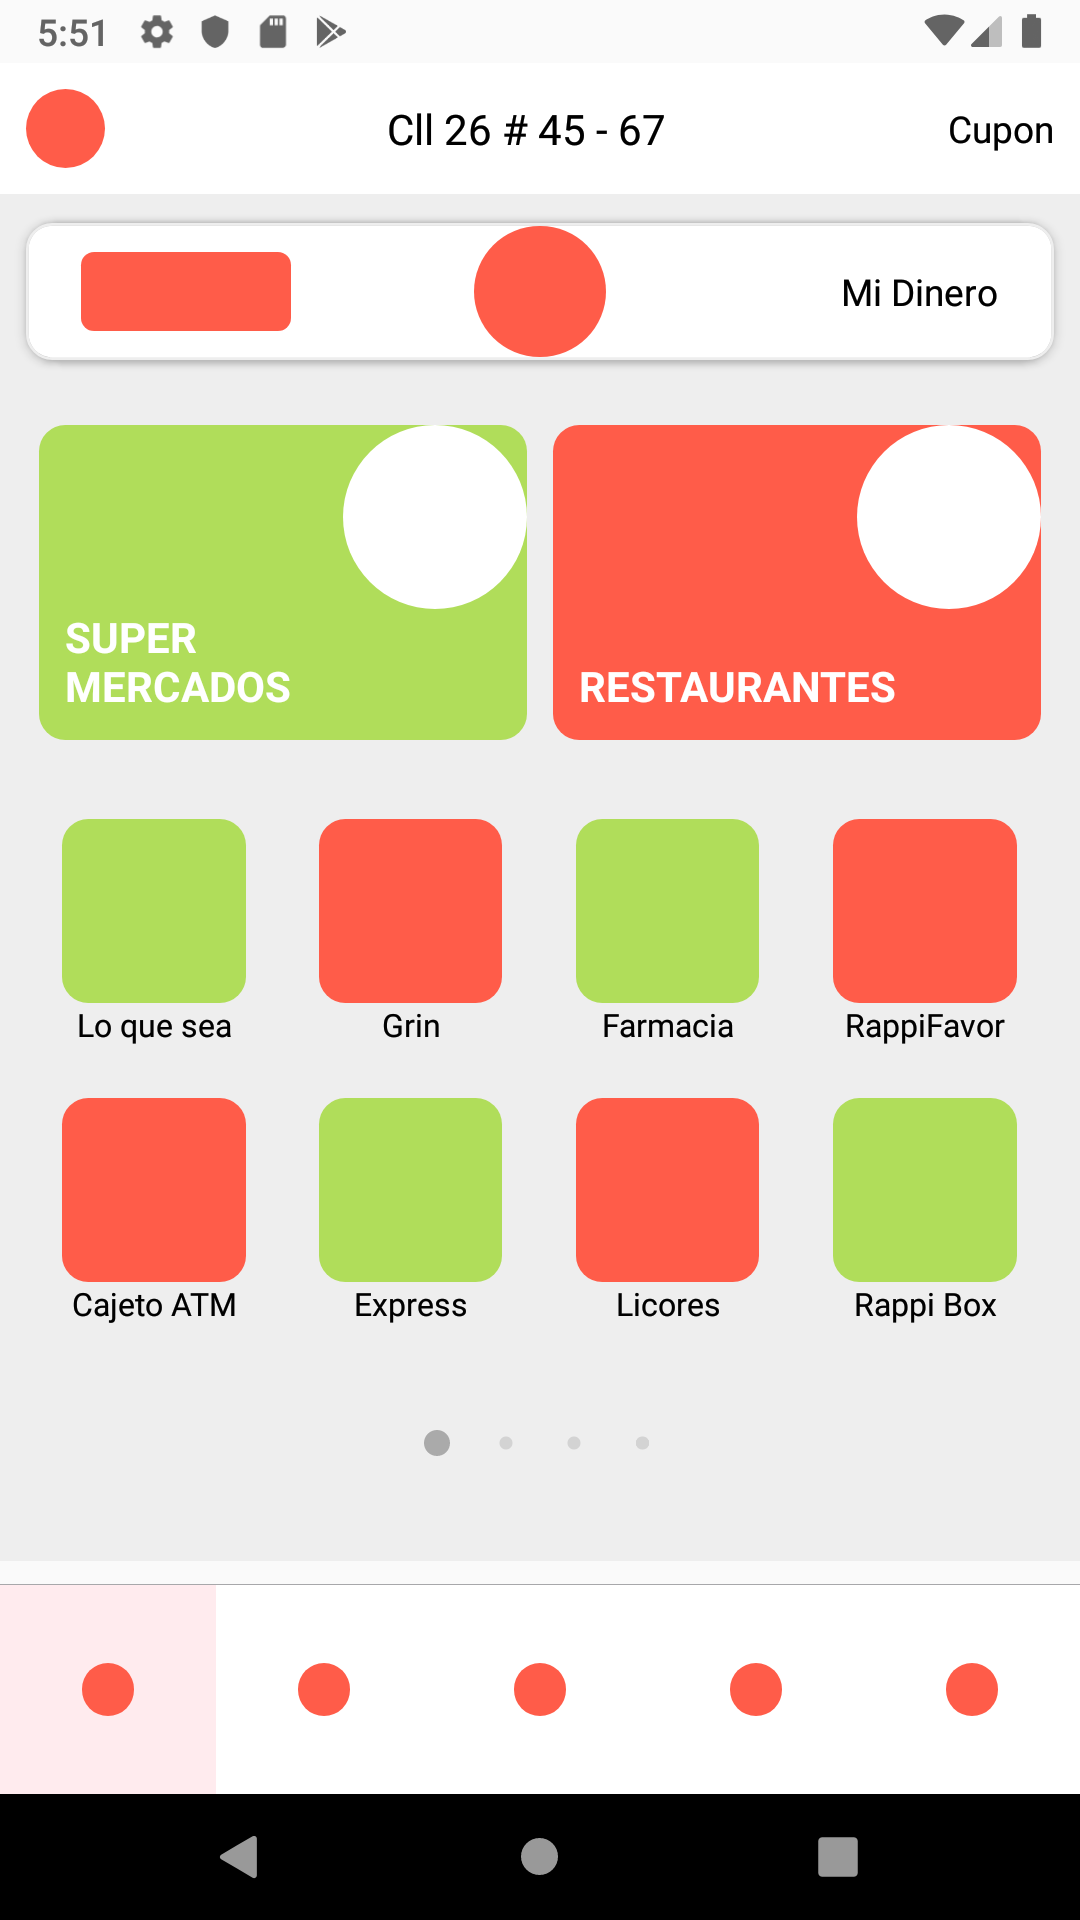 5:51
Cll 26 # 45 - 67
Cupon
Mi Dinero
SUPER
MERCADOS
RESTAURANTES
Lo que sea
Grin
Farmacia
RappiFavor
Cajeto ATM
Express
Licores
Rappi Box